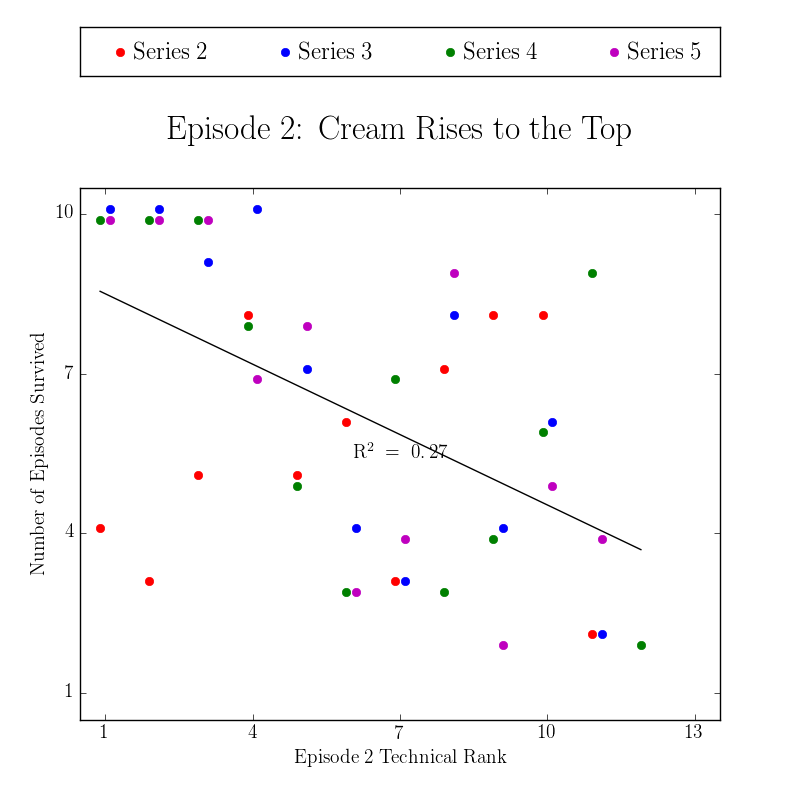 Series 2 Series 3 Series 4 Series 5
Episode 2: Cream Rises to the Top
10
7
4
1
Number of Episodes Survived
R² = 0.27
1 4 7 10 13
Episode 2 Technical Rank